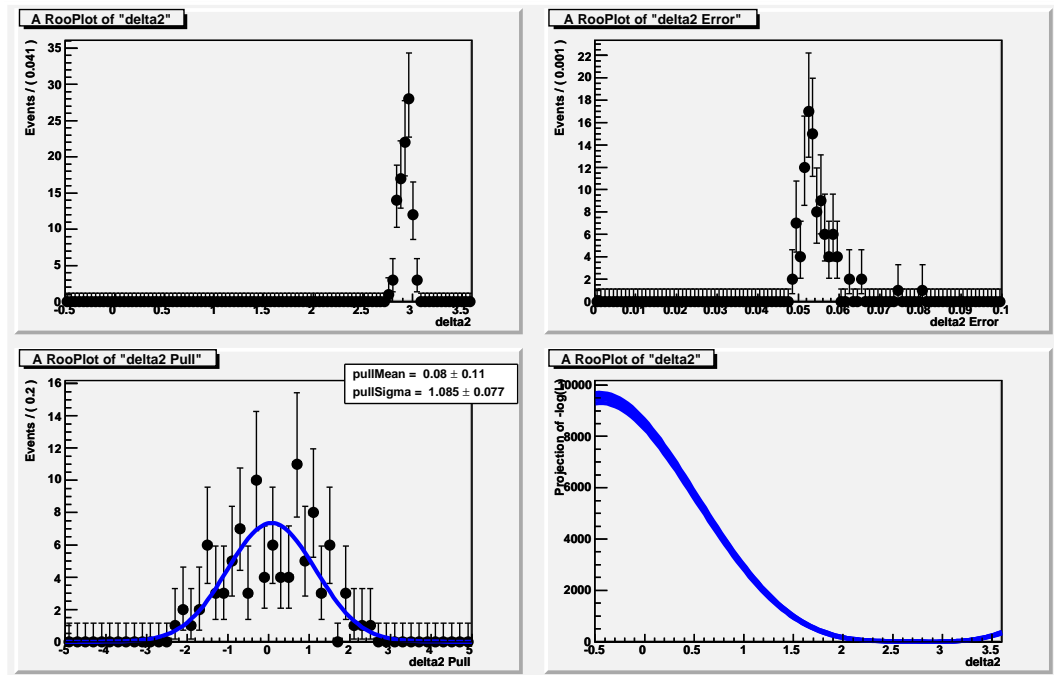 A RooPlot of "delta2"
Events / ( 0.041 )
35
30
25
20
15
10
5
0
-0.5 0 0.5 1 1.5 2 2.5 3 3.5
delta2
A RooPlot of "delta2 Error"
Events / ( 0.001 )
22
20
18
16
14
12
10
8
6
4
2
0
0 0.01 0.02 0.03 0.04 0.05 0.06 0.07 0.08 0.09 0.1
delta2 Error
A RooPlot of "delta2 Pull"
pullMean = 0.08 ± 0.11
pullSigma = 1.085 ± 0.077
Events / ( 0.2 )
16
14
12
10
8
6
4
2
0
-5 -4 -3 -2 -1 0 1 2 3 4 5
delta2 Pull
A RooPlot of "delta2"
Projection of -log(L)
10000
8000
6000
4000
2000
0
-0.5 0 0.5 1 1.5 2 2.5 3 3.5
delta2